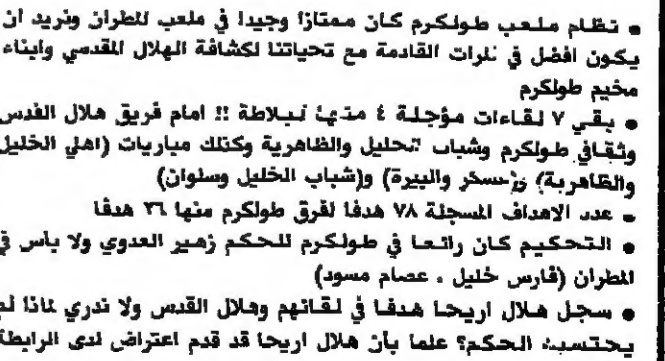 ● نظام ملعب طولكرم كان ممتازا وجيدا في ملعب المطران ونريد ان
يكون افضل في المرات القادمة مع تحياتنا لكشافة الهلال المقدسي وابناء
مخيم طولكرم
● بقي ٧ لقاءات مؤجلة ٤ منها لبلاطة !! امام فريق هلال القدس
وثقافي طولكرم وشباب الخليل والظاهرية وكذلك مباريات (اهلي الخليل
والظاهرية) و(عسكر والبيرة) و(شباب الخليل وسلوان)
● عدد الاهداف المسجلة ٧٨ هدفا لفرق طولكرم منها ٣٦ هدفا
● التحكيم كان رائعا في طولكرم للحكم زهير العدوي ولا باس في
المطران (فارس خليل ، عصام مسود)
● سجل هلال اريحا هدفا في لقائهم وهلال القدس ولا ندري لماذا لم
يحتسبه الحكم؟ علما بأن هلال اريحا قد قدم اعتراض لدى الرابطة